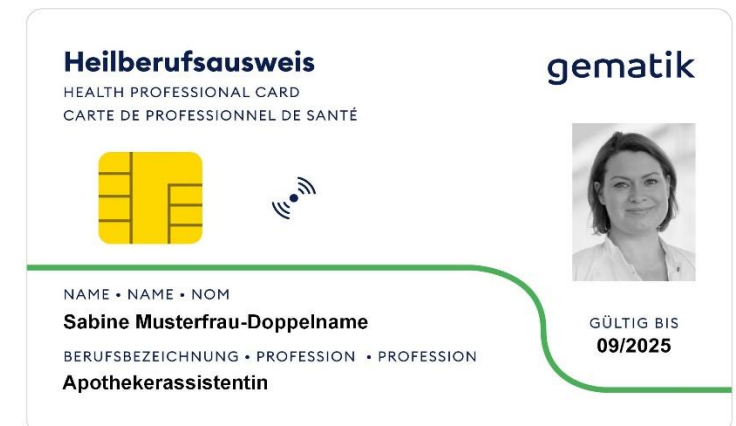 Heilberufsausweis
gematik
HEALTH PROFESSIONAL CARD
CARTE DE PROFESSIONNEL DE SANTÉ
NAME • NAME • NOM
Sabine Musterfrau-Doppelname
GÜLTIG BIS
09/2025
BERUFSBEZEICHNUNG • PROFESSION • PROFESSION
Apothekerassistentin